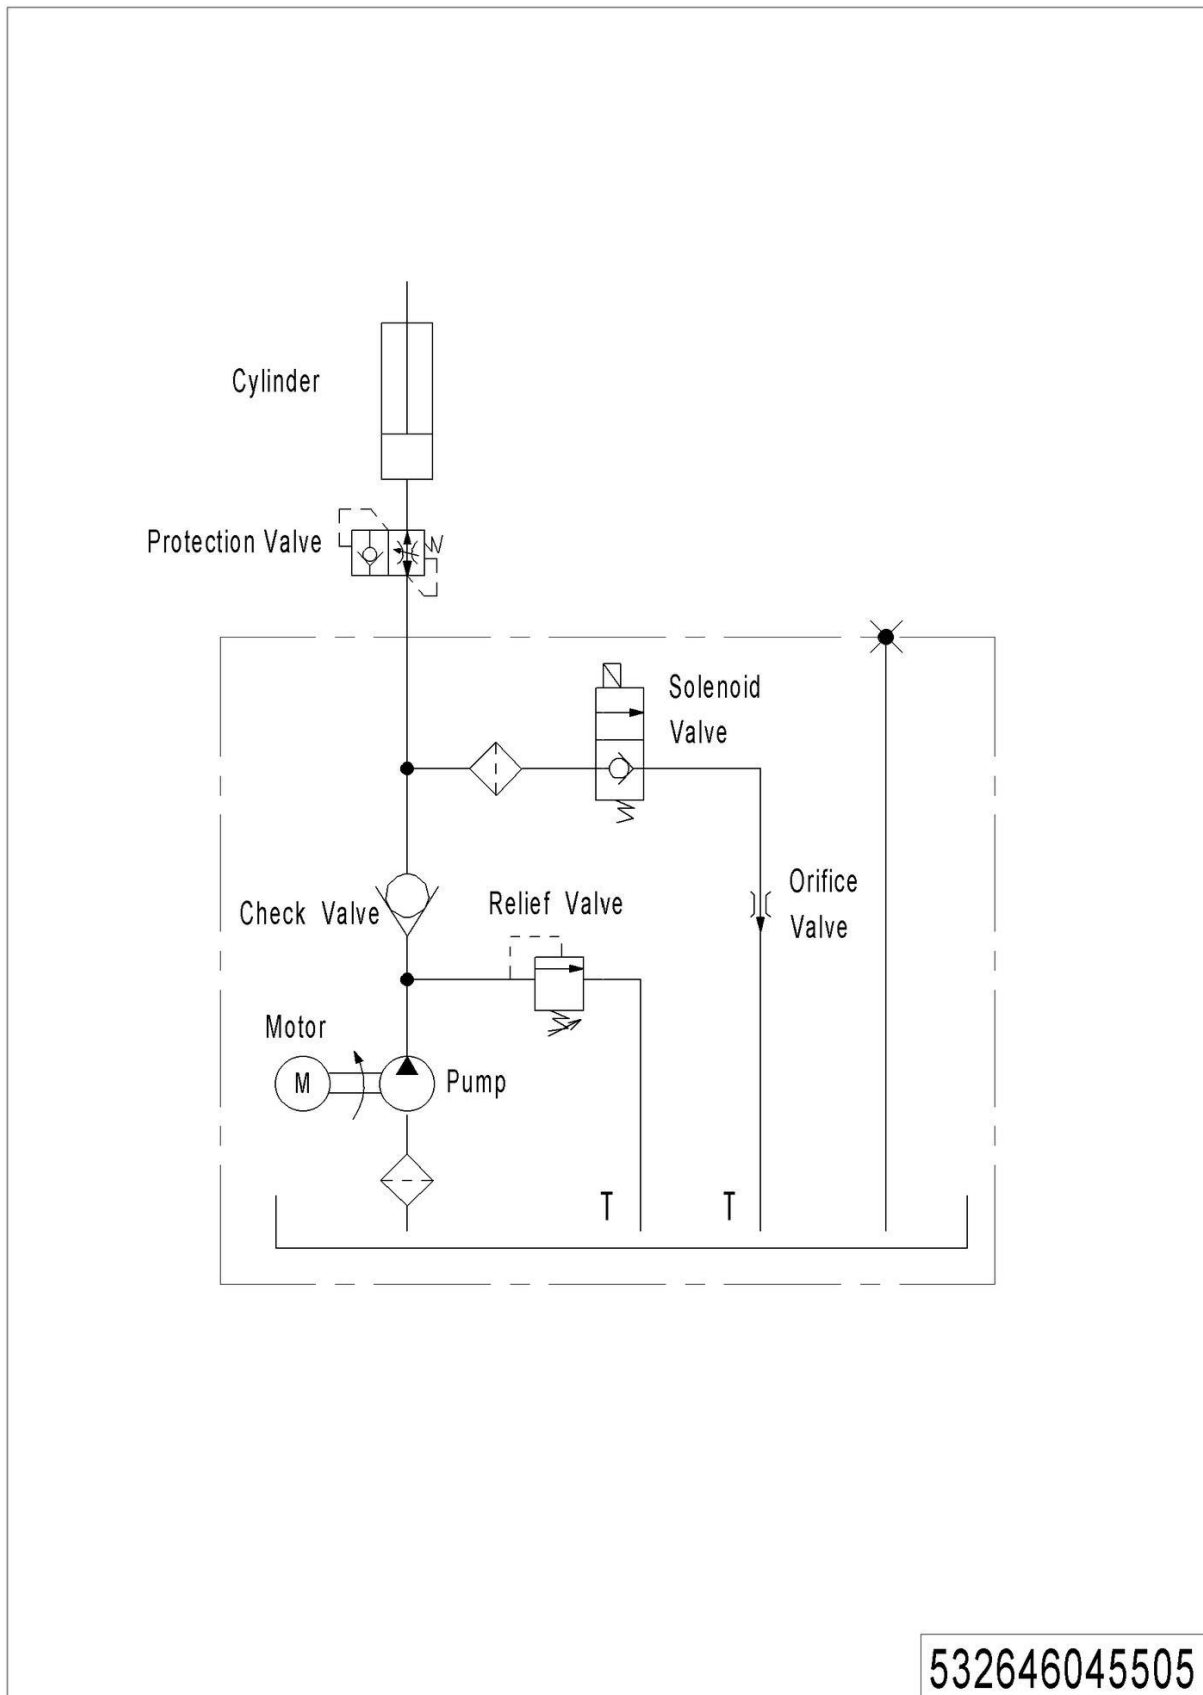 Cylinder
Protection Valve
Solenoid
Valve
Orifice
Valve
Relief Valve
Check Valve
Motor
M
Pump
T
T
532646045505